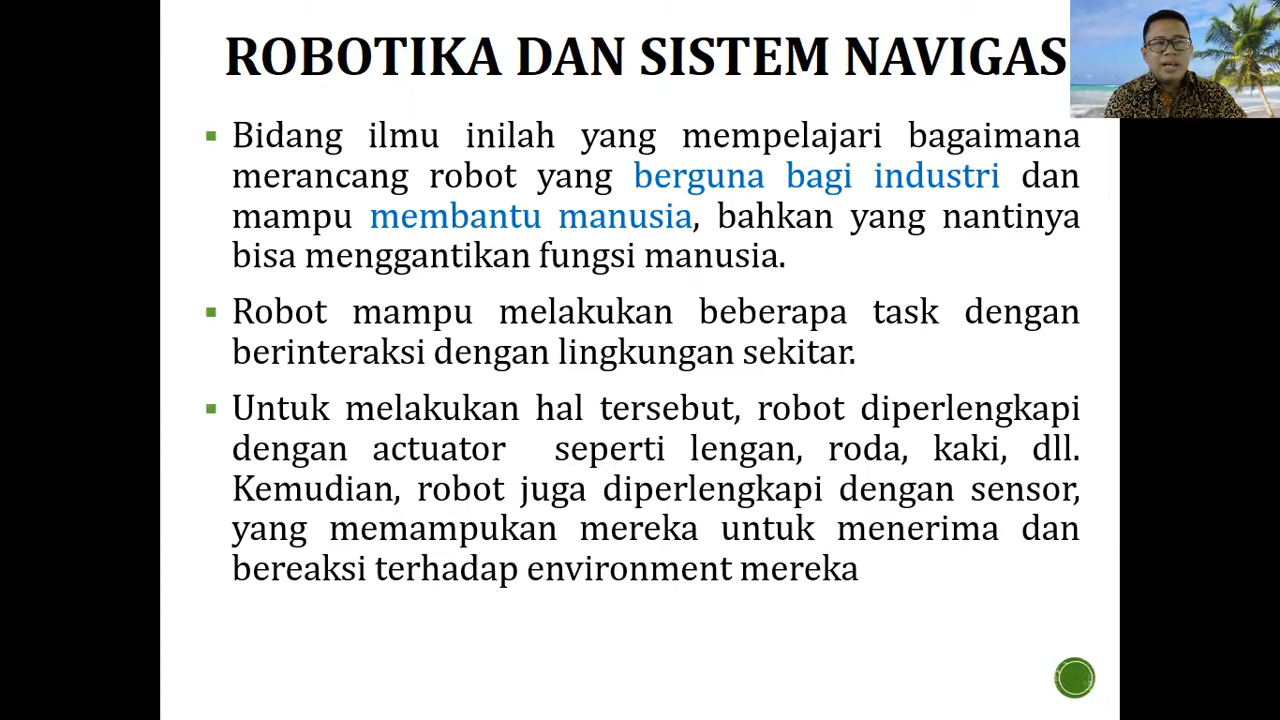 ROBOTIKA DAN SISTEM NAVIGAS
Bidang ilmu inilah yang mempelajari bagaimana
merancang robot yang berguna bagi industri dan
mampu membantu manusia, bahkan yang nantinya
bisa menggantikan fungsi manusia.
Robot mampu melakukan beberapa task dengan
berinteraksi dengan lingkungan sekitar.
Untuk melakukan hal tersebut, robot diperlengkapi
dengan actuator seperti lengan, roda, kaki, dll.
Kemudian, robot juga diperlengkapi dengan sensor,
yang memampukan mereka untuk menerima dan
bereaksi terhadap environment mereka